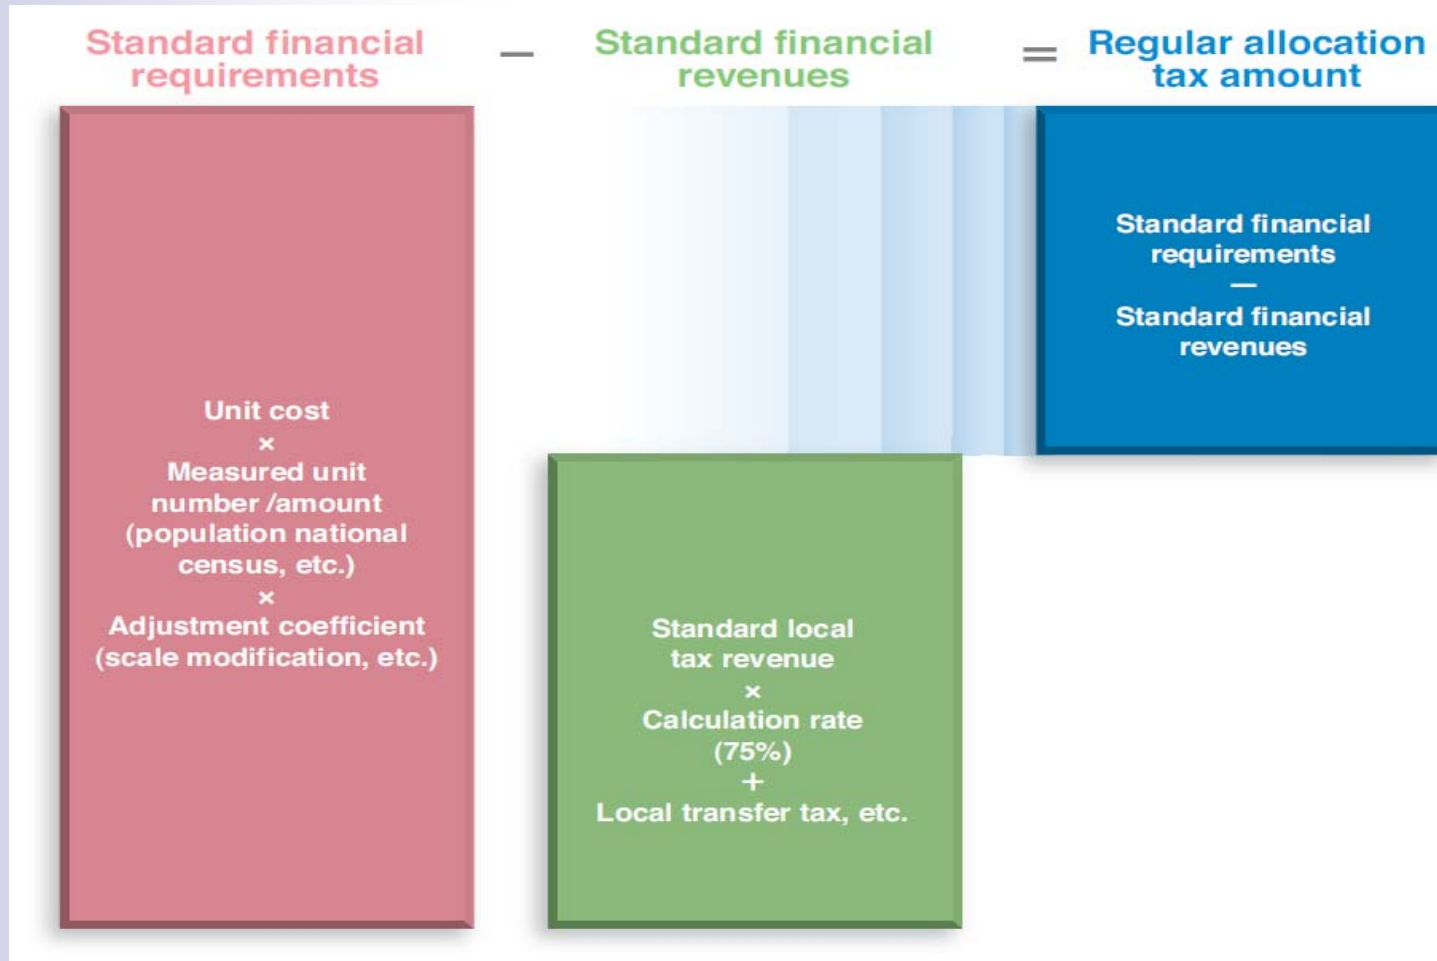 Standard financial
requirements
−
Standard financial
revenues
=
Regular allocation
tax amount
Unit cost
×
Measured unit
number /amount
(population national
census, etc.)
×
Adjustment coefficient
(scale modification, etc.)
Standard local
tax revenue
×
Calculation rate
(75%)
+
Local transfer tax, etc.
Standard financial
requirements
—
Standard financial
revenues